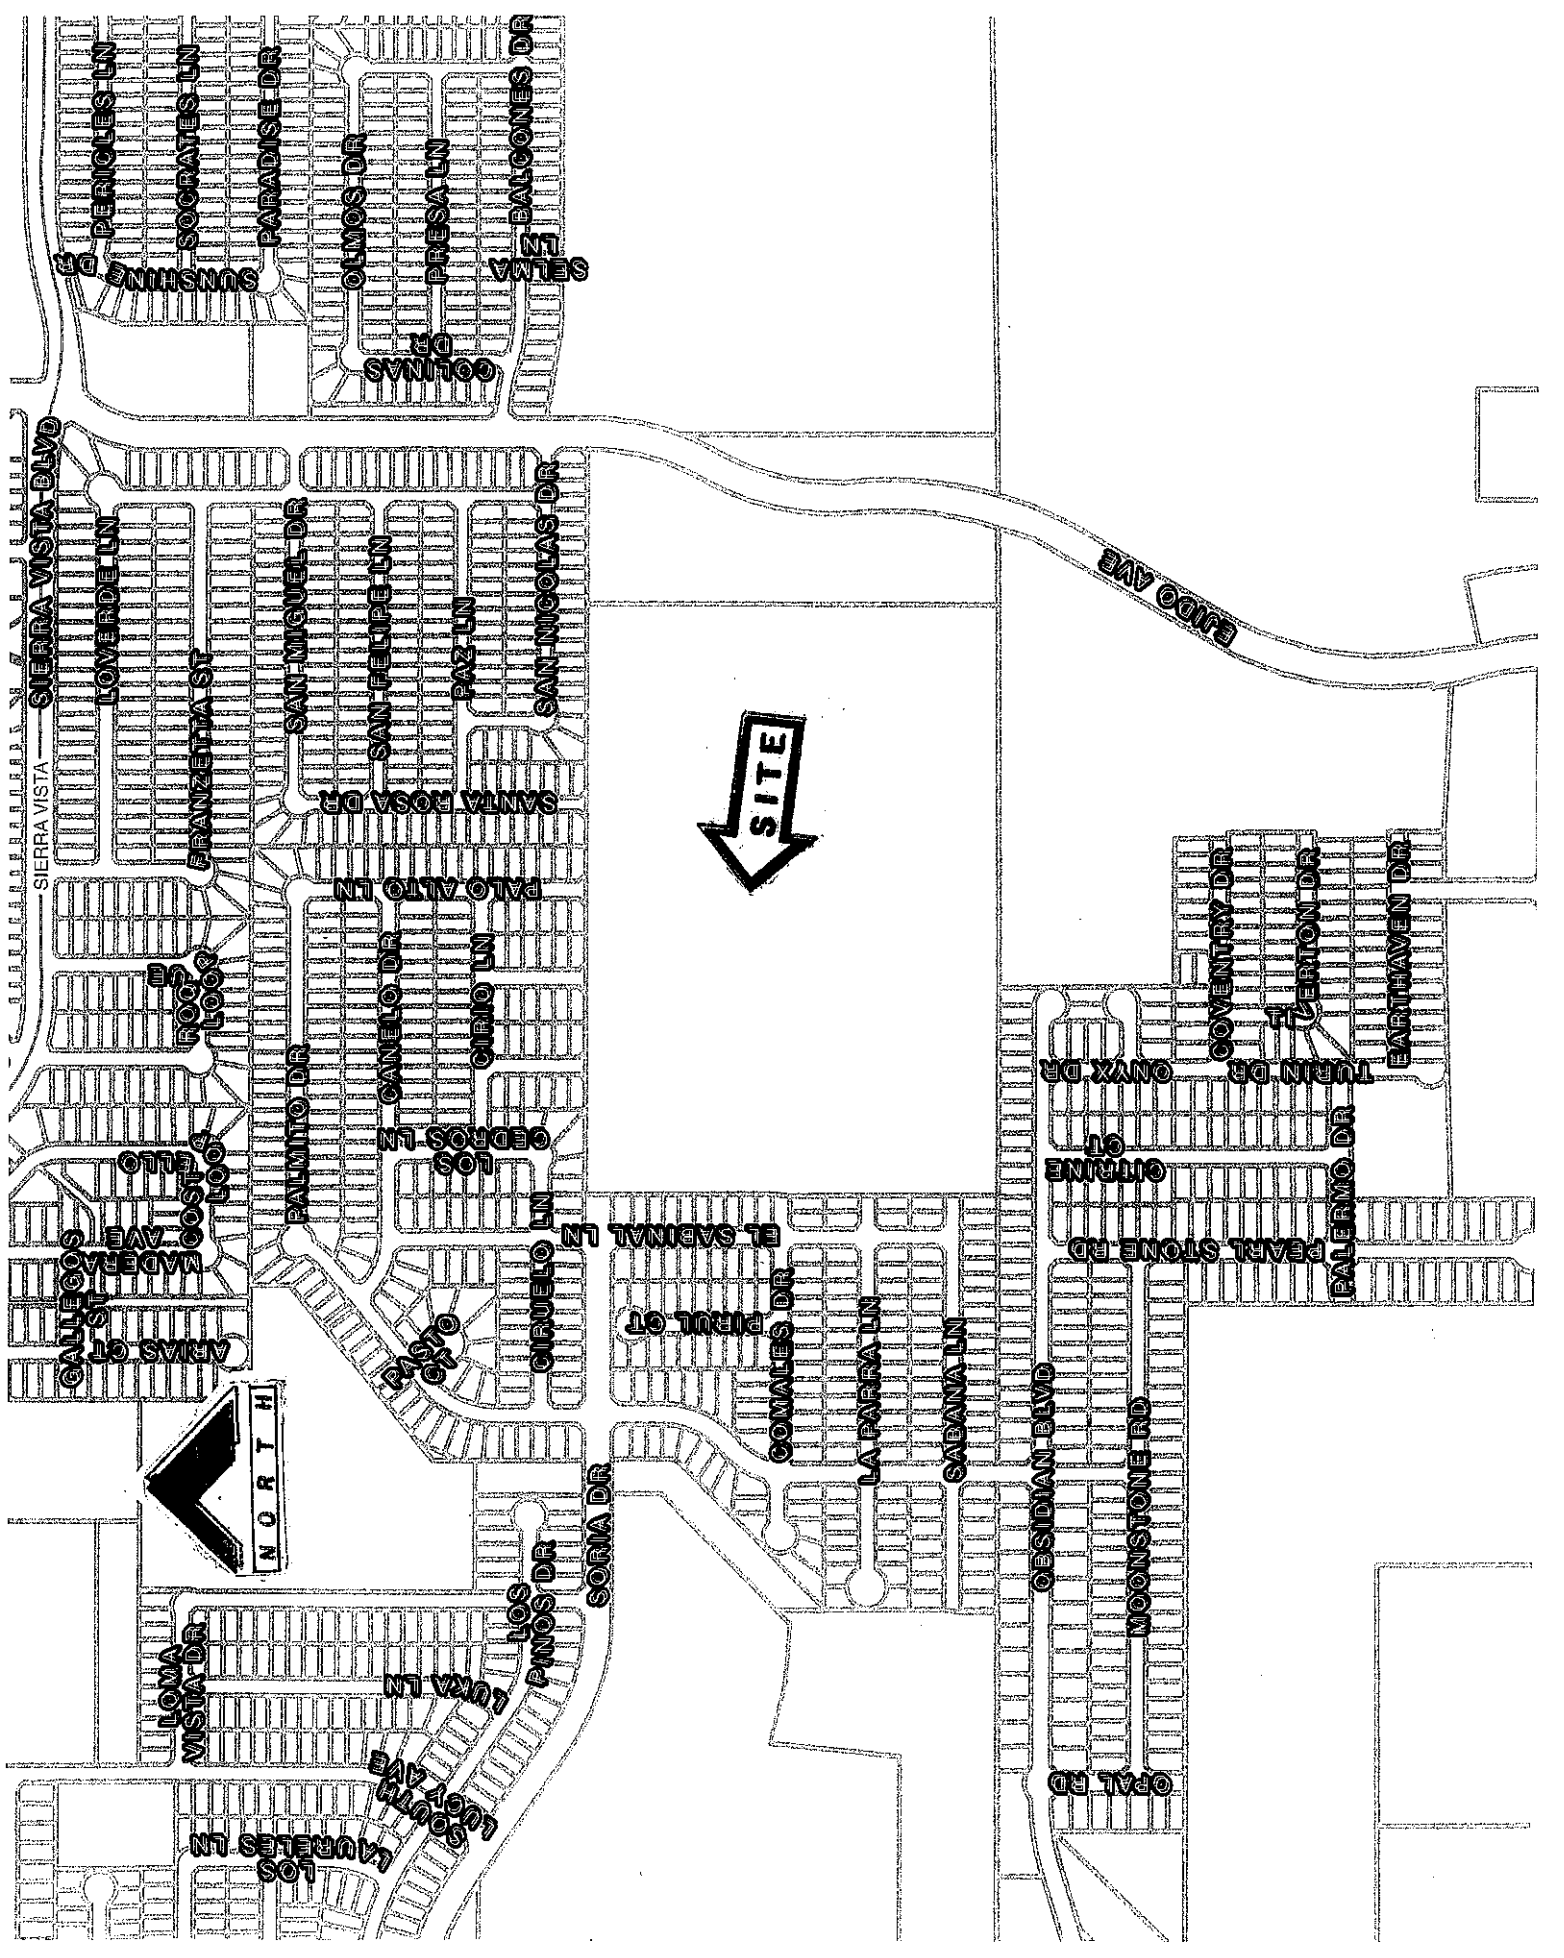 PERICLES LN
SOCRATES LN
PARADISE DR
BALCONES DR
OLMOS DR
PRESA LN
SELMA
LN
SUNSHINE DR
COLINAS
DR
SIERRA VISTA BLVD
LOVERDE LN
FRANZETTA ST
SAN MIGUEL DR
SAN FELIPE LN
PAZ LN
SAN NICOLAS DR
EJIDO AVE
SIERRA VISTA
SITE
SANTA ROSA DR
PALO ALTO LN
CANELO DR
CIRIO LN
PALMITO DR
LOS
CEDROS LN
COVENTRY DR
EARTHAVEN DR
ONYX DR
TURIN DR
CITRINE
CT
PALERMO DR
PEARL STONE RD
COSTELLO
LOOP
MADERA
AVE
GALLEGOS
ST
ARIAS CT
CIRUELO LN
EL SABINAL LN
PIRUL CT
PASTO
CT
COMALES DR
LA PARRA LN
SABANA LN
OBSIDIAN BLVD
MOONSTONE RD
NORTH
SORIA DR
LOS
PINOS DR
LOMA
VISTA DR
LUKA LN
SOUTH
LUCY AVE
OPAL RD
LOS
LAURELES LN